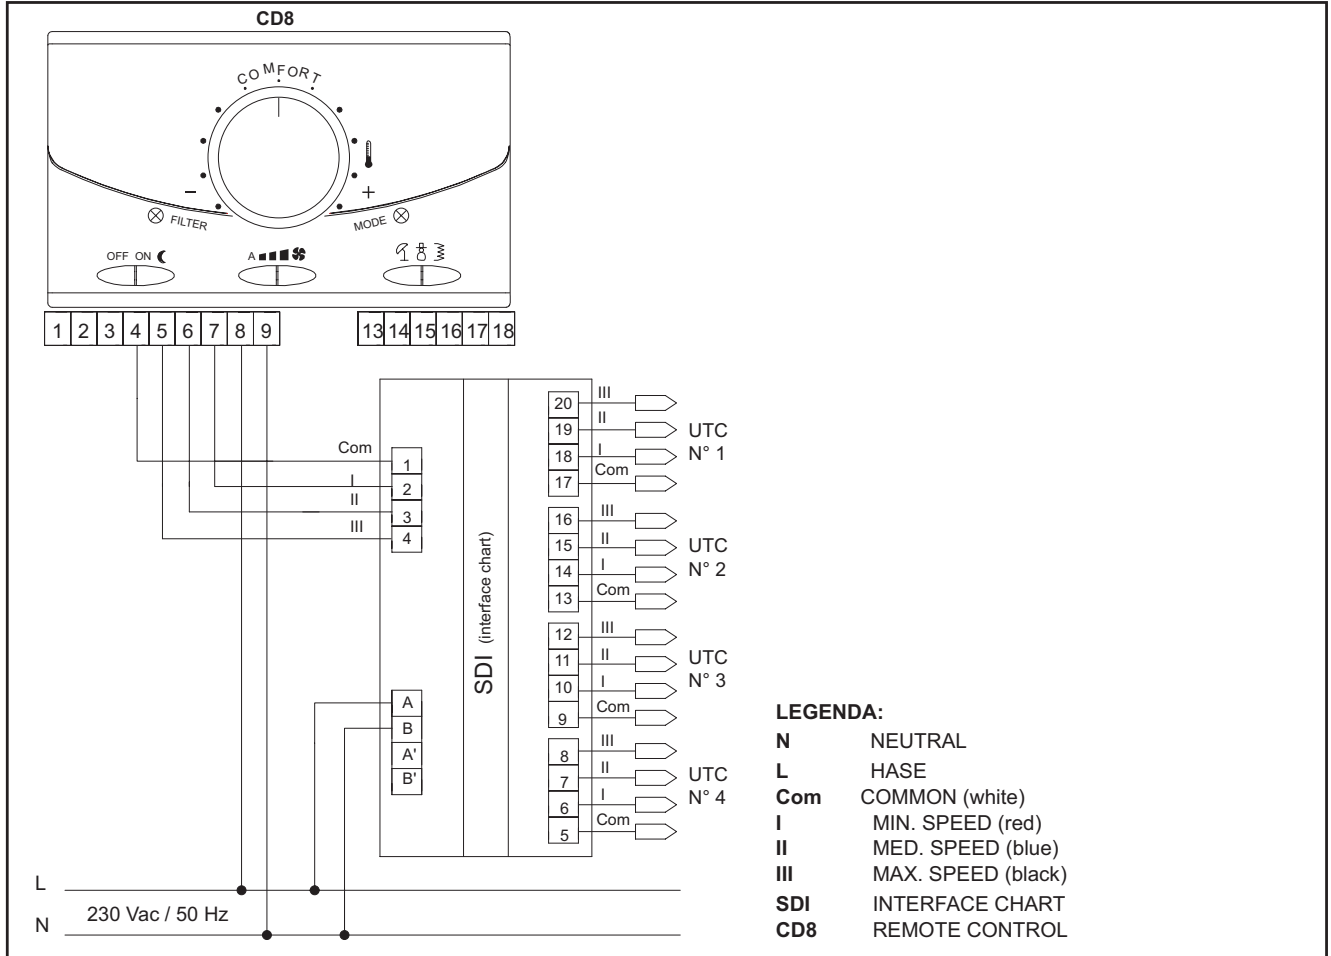 CD8
COMFORT
−
+
FILTER
MODE
OFF ON
A
1 2 3 4 5 6 7 8 9
13 14 15 16 17 18
Com
I
II
III
1
2
3
4
A
B
A'
B'
SDI (interface chart)
20 III
19 II
18 I
17 Com
UTC
N° 1
16 III
15 II
14 I
13 Com
UTC
N° 2
12 III
11 II
10 I
9 Com
UTC
N° 3
8 III
7 II
6 I
5 Com
UTC
N° 4
L
230 Vac / 50 Hz
N
LEGENDA:
N NEUTRAL
L HASE
Com COMMON (white)
I MIN. SPEED (red)
II MED. SPEED (blue)
III MAX. SPEED (black)
SDI INTERFACE CHART
CD8 REMOTE CONTROL